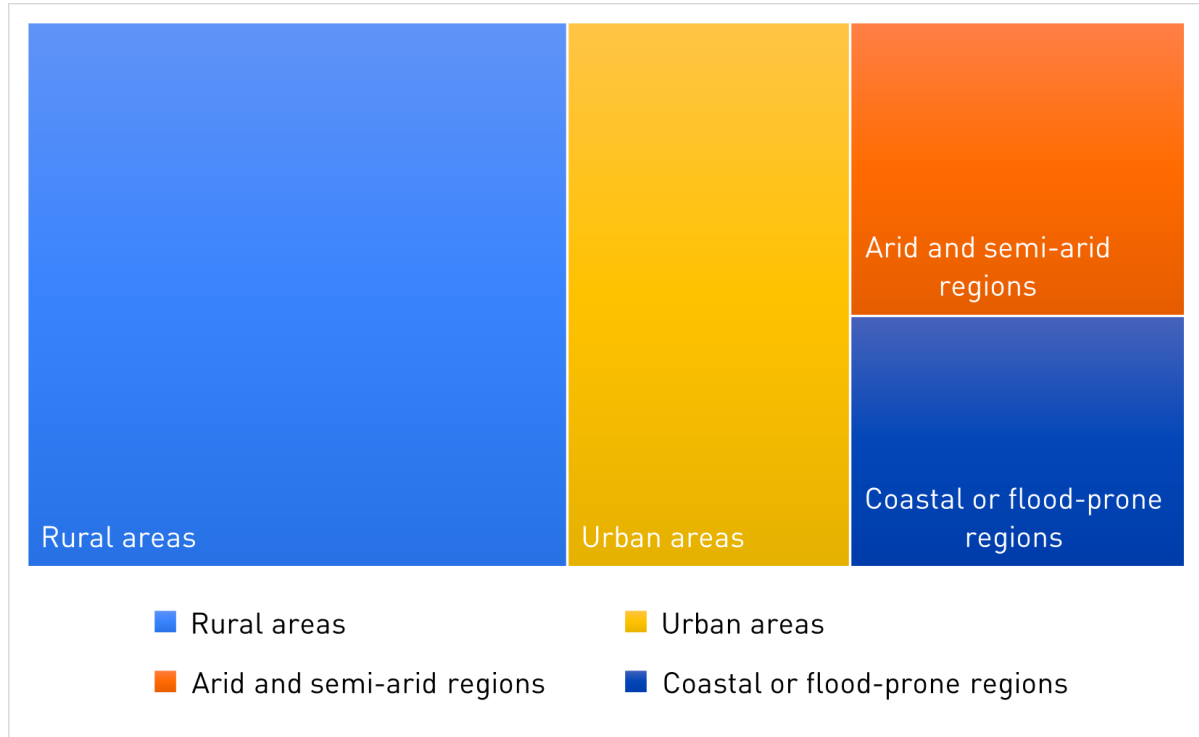 Arid and semi-arid
regions
Rural areas
Urban areas
Coastal or flood-prone
regions
Rural areas
Urban areas
Arid and semi-arid regions
Coastal or flood-prone regions